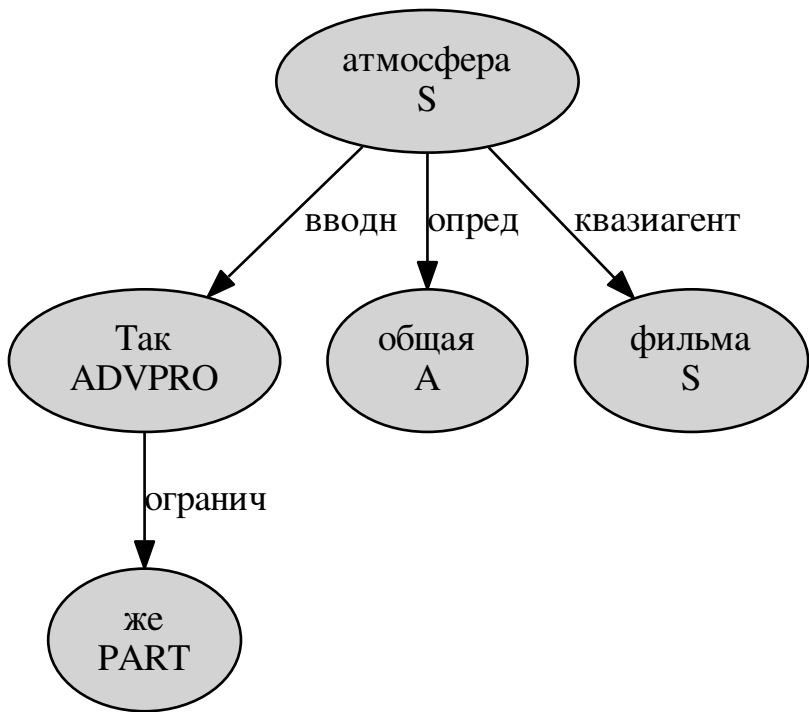 атмосфера
S
вводн
опред
квазиагент
Так
ADVPRO
общая
A
фильма
S
огранич
же
PART